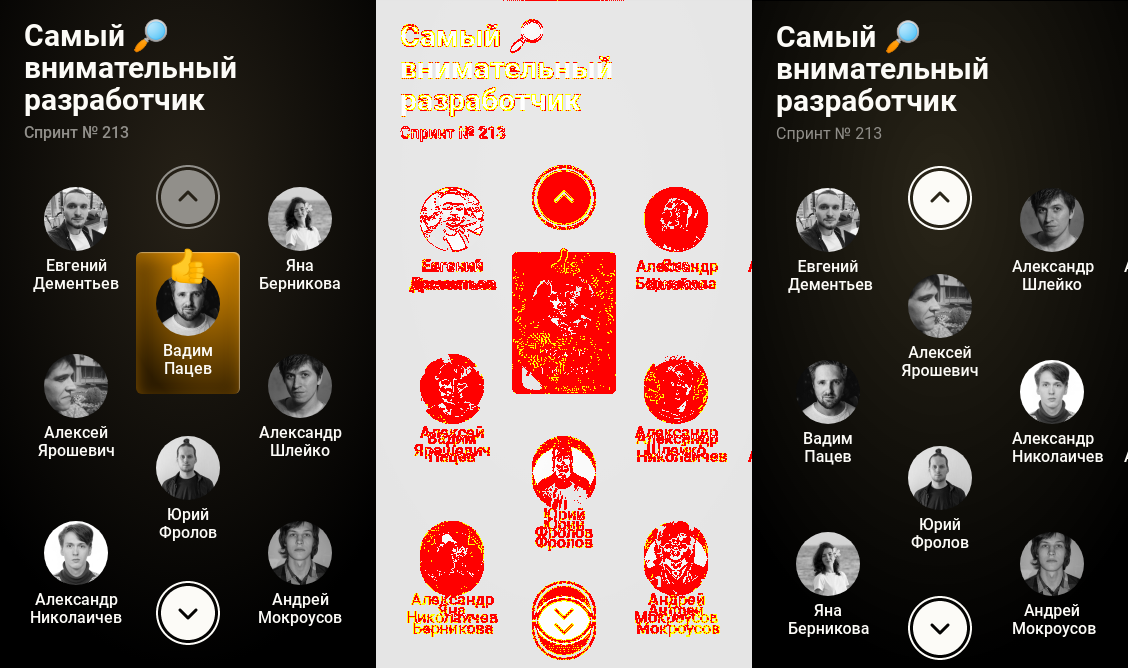 Самый 🔎
внимательный
разработчик
Спринт № 213
Евгений
Дементьев
Яна
Берникова
Вадим
Пацев
Алексей
Ярошевич
Александр
Шлейко
Юрий
Фролов
Александр
Николаичев
Андрей
Мокроусов
Самый
внимательный
разработчик
Спринт № 213
Самый 🔎
внимательный
разработчик
Спринт № 213
Евгений
Дементьев
Александр
Шлейко
Алексей
Ярошевич
Вадим
Пацев
Александр
Николаичев
Юрий
Фролов
Яна
Берникова
Андрей
Мокроусов